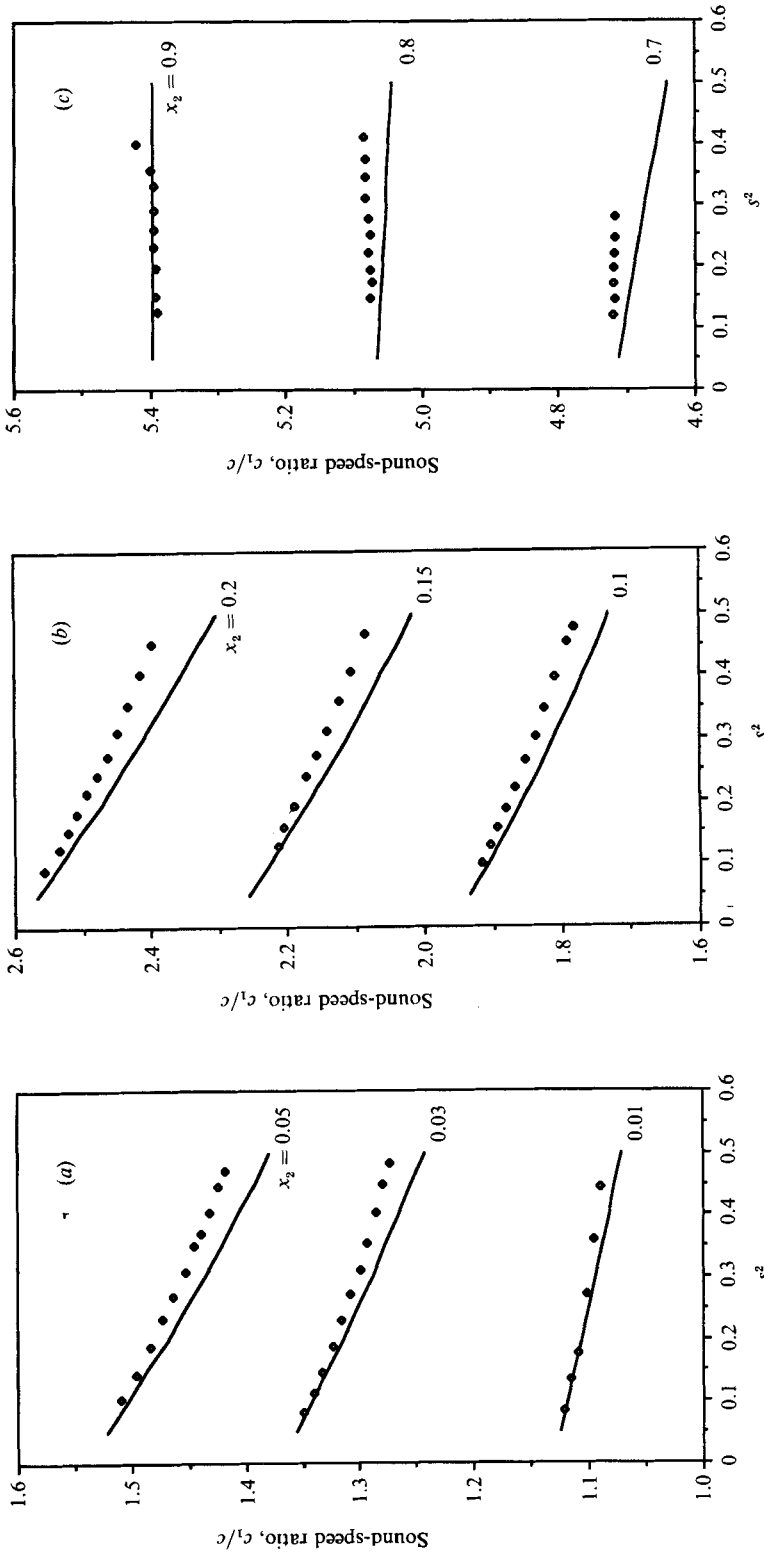 (a)
Sound-speed ratio, c₁/c
1.6
1.5
1.4
1.3
1.2
1.1
1.0
x₂ = 0.05
0.03
0.01
0 0.1 0.2 0.3 0.4 0.5 0.6
s²
(b)
Sound-speed ratio, c₁/c
2.6
2.4
2.2
2.0
1.8
1.6
x₂ = 0.2
0.15
0.1
0 0.1 0.2 0.3 0.4 0.5 0.6
s²
(c)
Sound-speed ratio, c₁/c
5.6
5.4
5.2
5.0
4.8
4.6
x₂ = 0.9
0.8
0.7
0 0.1 0.2 0.3 0.4 0.5 0.6
s²